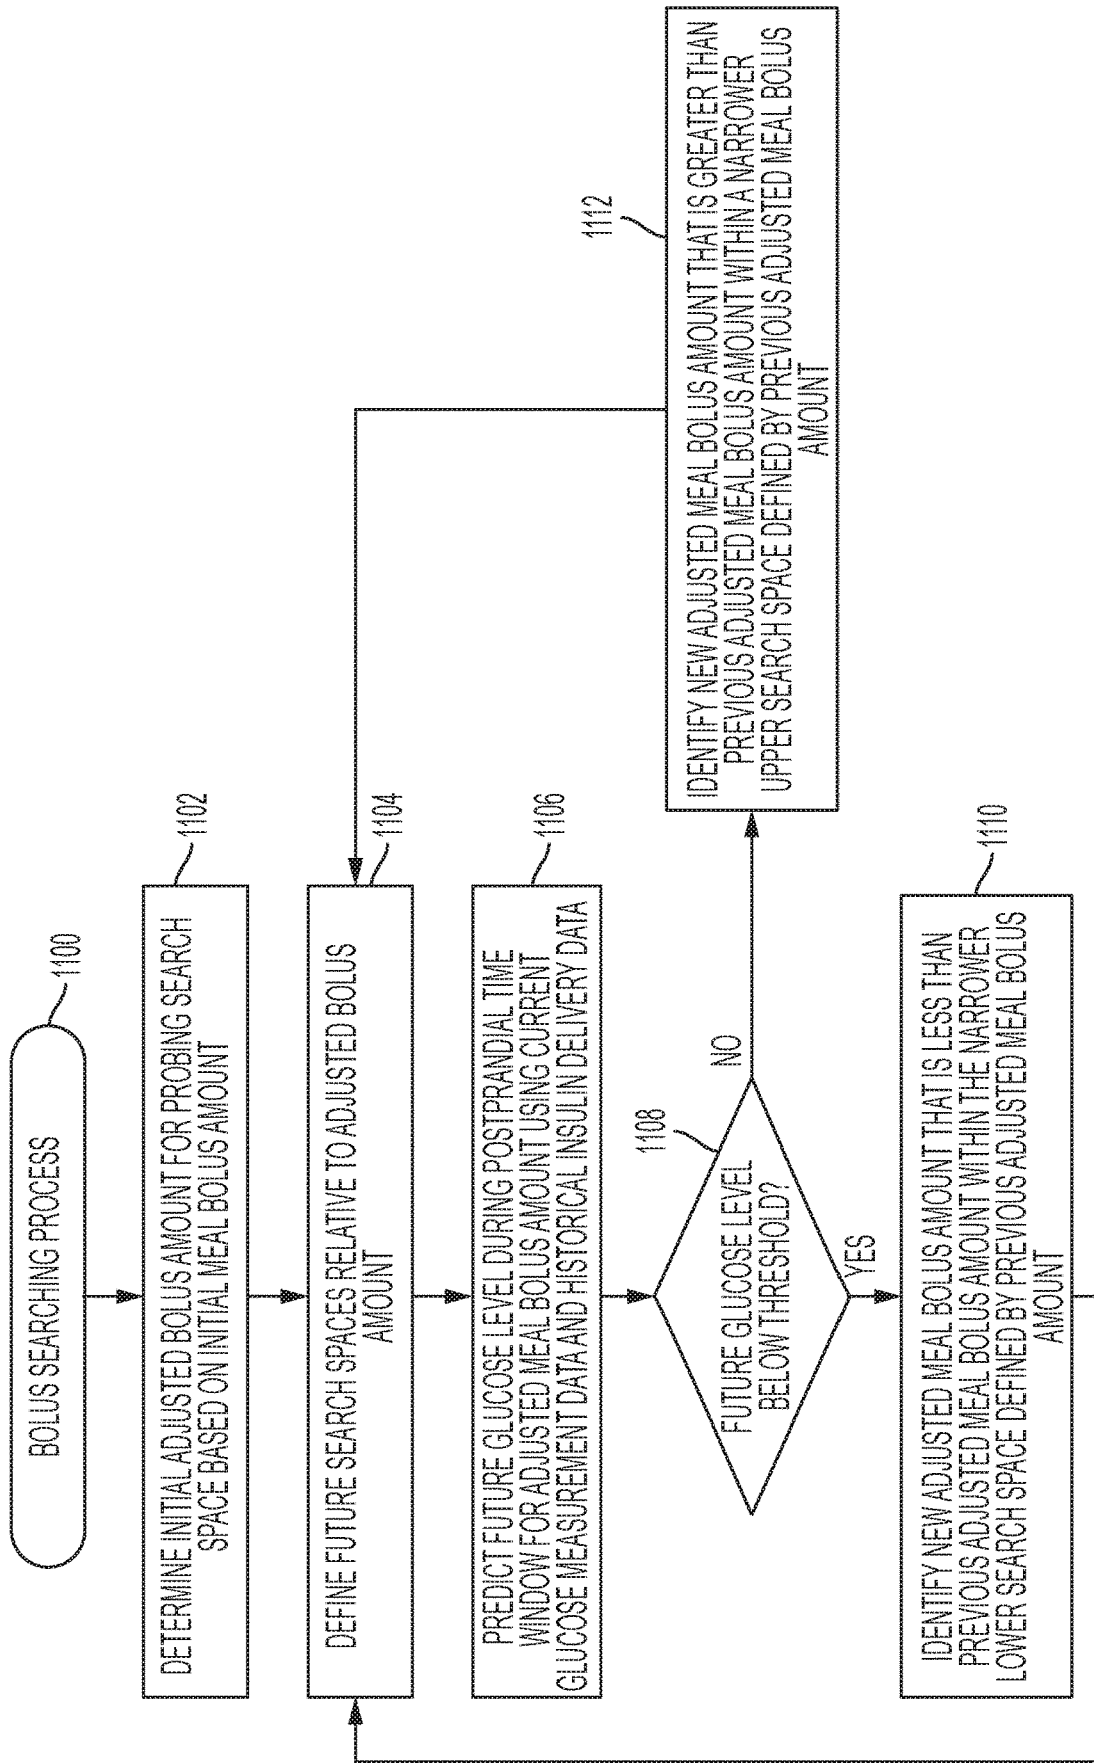 BOLUS SEARCHING PROCESS
1100
DETERMINE INITIAL ADJUSTED BOLUS AMOUNT FOR PROBING SEARCH
SPACE BASED ON INITIAL MEAL BOLUS AMOUNT
1102
DEFINE FUTURE SEARCH SPACES RELATIVE TO ADJUSTED BOLUS
AMOUNT
1104
PREDICT FUTURE GLUCOSE LEVEL DURING POSTPRANDIAL TIME
WINDOW FOR ADJUSTED MEAL BOLUS AMOUNT USING CURRENT
GLUCOSE MEASUREMENT DATA AND HISTORICAL INSULIN DELIVERY DATA
1106
FUTURE GLUCOSE LEVEL
BELOW THRESHOLD?
1108
NO
YES
IDENTIFY NEW ADJUSTED MEAL BOLUS AMOUNT THAT IS LESS THAN
PREVIOUS ADJUSTED MEAL BOLUS AMOUNT WITHIN THE NARROWER
LOWER SEARCH SPACE DEFINED BY PREVIOUS ADJUSTED MEAL BOLUS
AMOUNT
1110
IDENTIFY NEW ADJUSTED MEAL BOLUS AMOUNT THAT IS GREATER THAN
PREVIOUS ADJUSTED MEAL BOLUS AMOUNT WITHIN A NARROWER
UPPER SEARCH SPACE DEFINED BY PREVIOUS ADJUSTED MEAL BOLUS
AMOUNT
1112